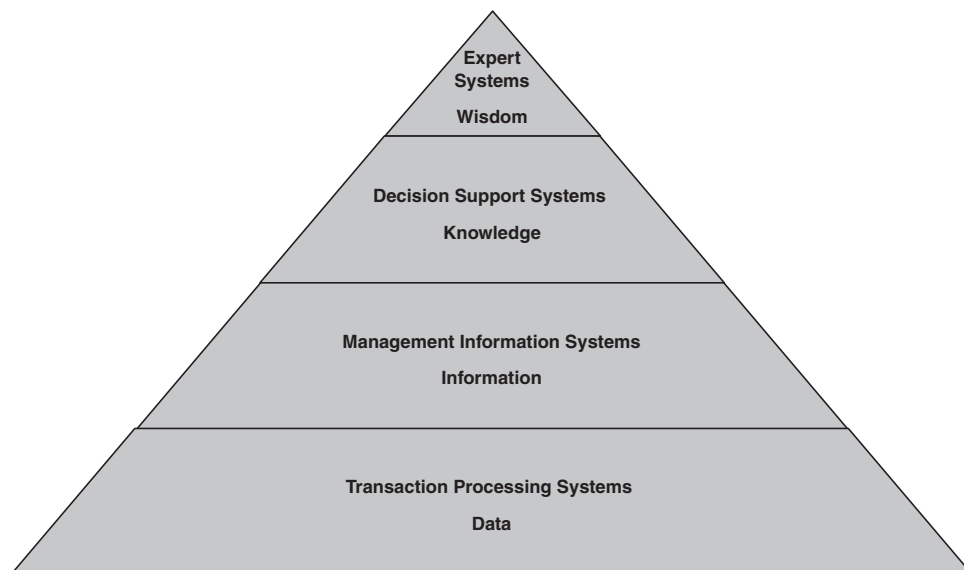 Expert
Systems
Wisdom
Decision Support Systems
Knowledge
Management Information Systems
Information
Transaction Processing Systems
Data